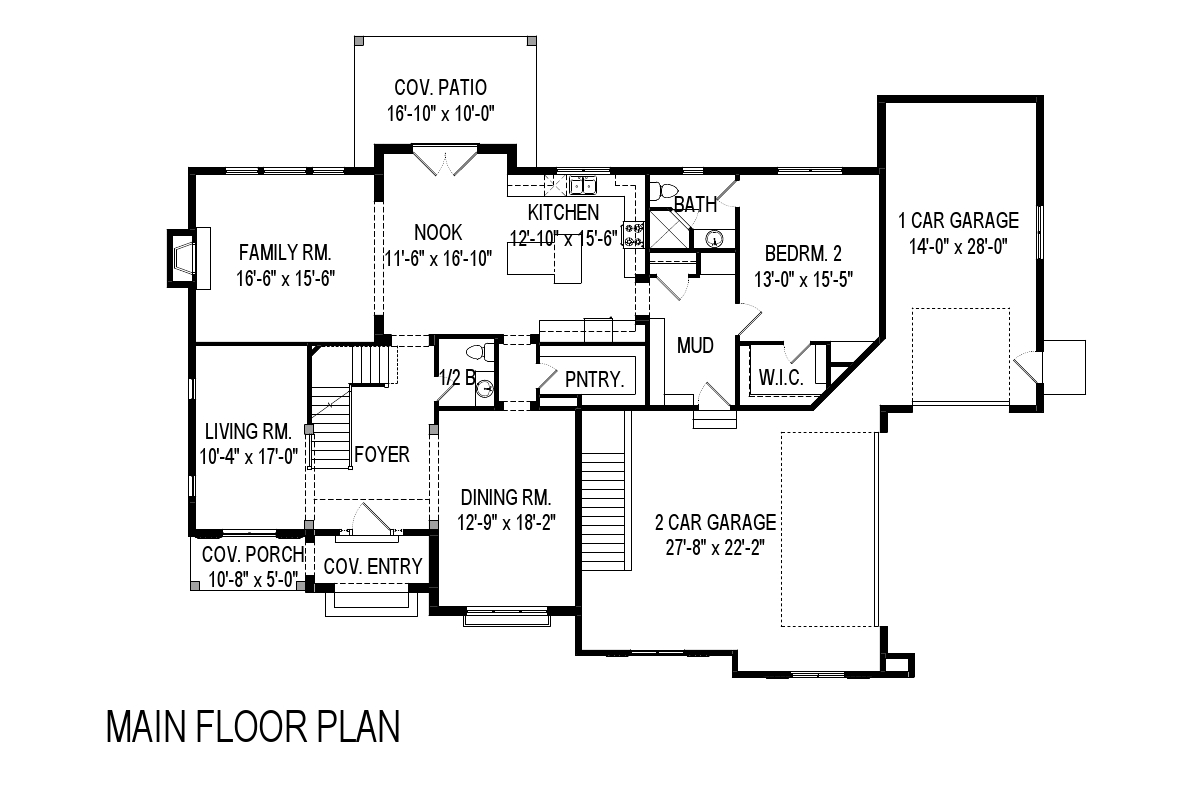 COV. PATIO
16'-10" x 10'-0"
1 CAR GARAGE
14'-0" x 28'-0"
BATH
KITCHEN
12'-10" x 15'-6"
NOOK
11'-6" x 16'-10"
FAMILY RM.
16'-6" x 15'-6"
BEDRM. 2
13'-0" x 15'-5"
MUD
1/2 B
PNTRY.
W.I.C.
LIVING RM.
10'-4" x 17'-0"
FOYER
DINING RM.
12'-9" x 18'-2"
2 CAR GARAGE
27'-8" x 22'-2"
COV. PORCH
10'-8" x 5'-0"
COV. ENTRY
MAIN FLOOR PLAN